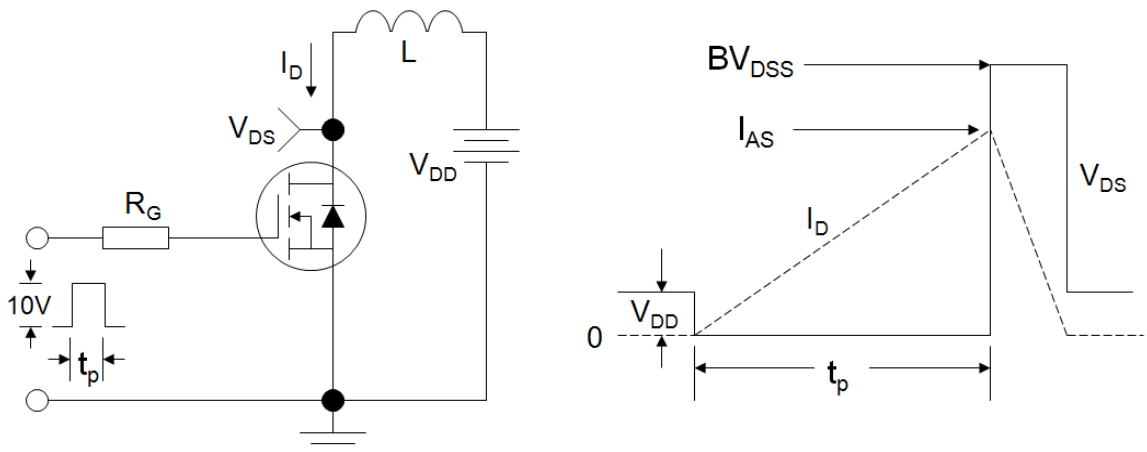 L
I_D
V_DS
V_DD
R_G
10V
t_p
BV_DSS
I_AS
V_DS
I_D
V_DD
0
t_p